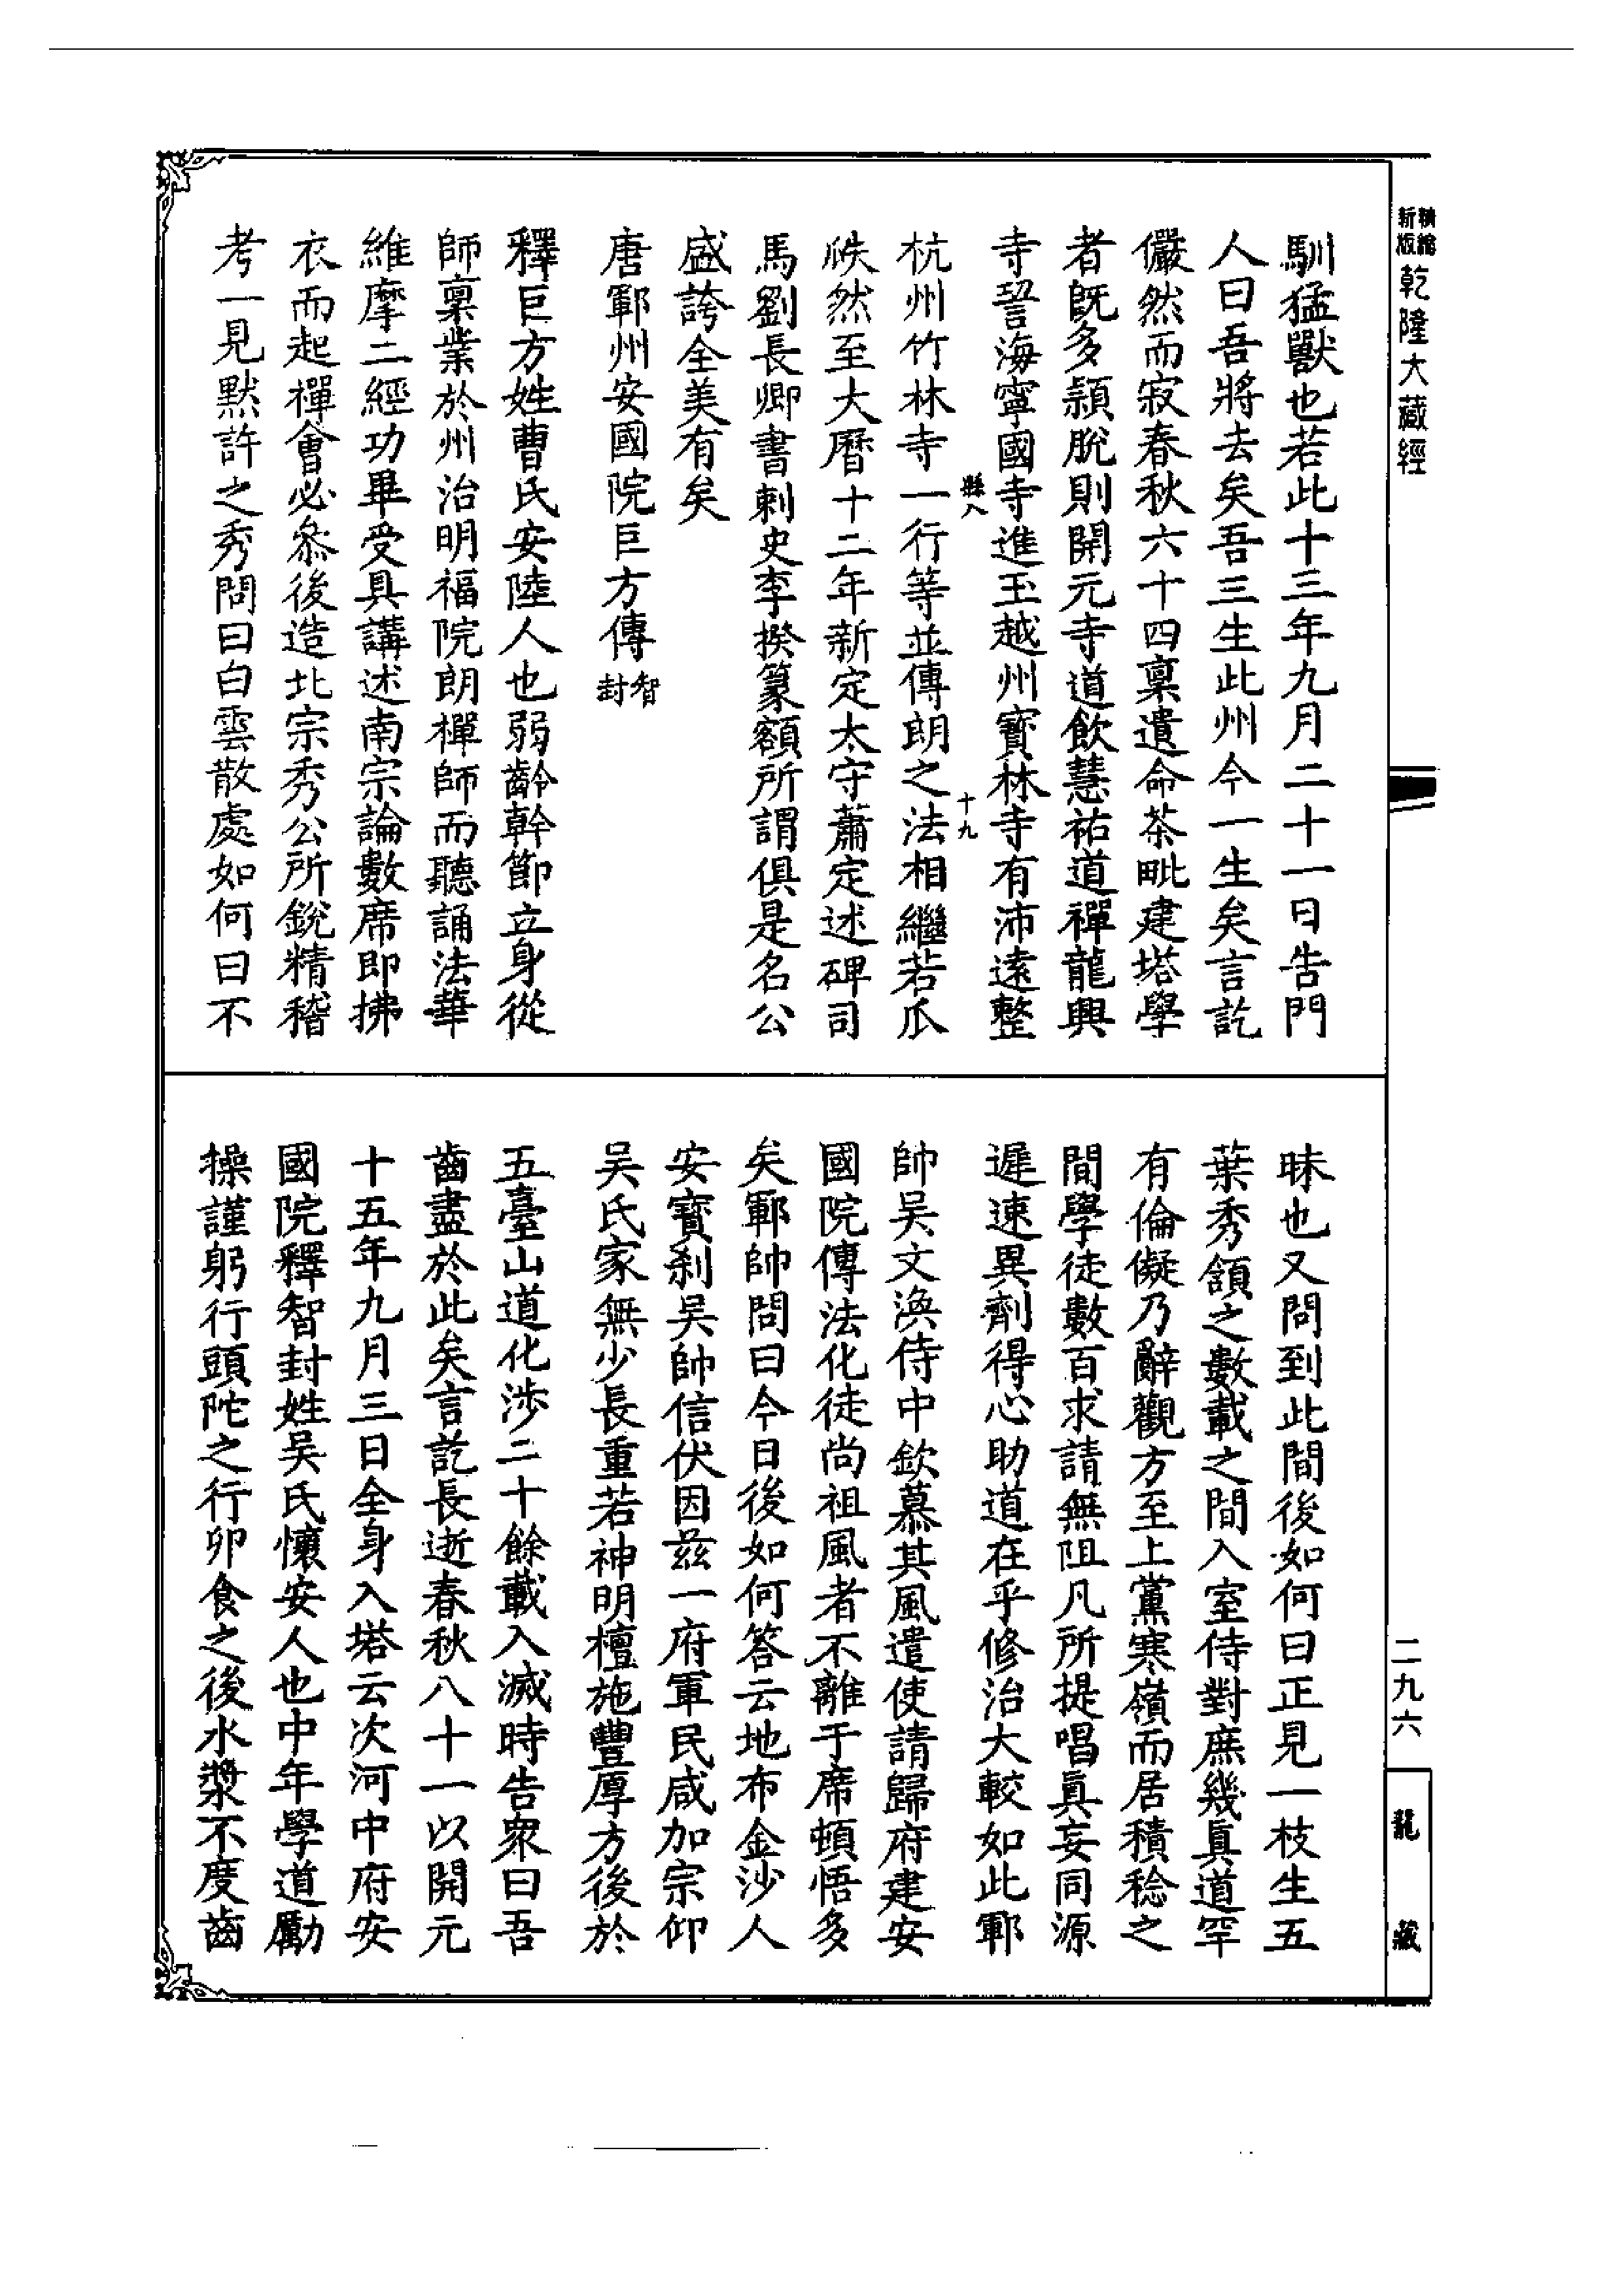 精縮
新版
乾隆大藏經
馴猛獸也若此十三年九月二十一日告門
人曰吾將去矣吾三生此州今一生矣言訖
儼然而寂春秋六十四稟遺命茶毗建塔學
者旣多頴脫則開元寺道飲慧祐道禪龍興
寺詧海寧國寺進玉越州寶林寺有沛遠整
縣八
十九
杭州竹林寺一行等並傳朗之法相繼若瓜
瓞然至大曆十二年新定太守蕭定述碑司
馬劉長卿書刺史李揆篆額所謂俱是名公
盛誇全美有矣
唐鄆州安國院巨方傳
智
封
釋巨方姓曹氏安陸人也弱齡幹節立身從
師稟業於州治明福院朗禪師而聽誦法華
維摩二經功畢受具講述南宗論數席即拂
衣而起禪會必叅後造北宗秀公所銳精稽
考一見默許之秀問曰白雲散處如何曰不
昧也又問到此間後如何曰正見一枝生五
葉秀頷之數載之間入室侍對庶幾眞道罕
有倫儗乃辭觀方至上黨寒嶺而居積稔之
間學徒數百求請無阻凡所提唱眞妄同源
遲速異劑得心助道在乎修治大較如此鄆
帥吳文渙侍中欽慕其風遣使請歸府建安
國院傳法化徒尚祖風者不離于席頓悟多
矣鄆帥問曰今日後如何答云地布金沙人
安寳剎吳帥信伏因兹一府軍民咸加宗仰
吳氏家無少長重若神明檀施豐厚方後於
五臺山道化涉二十餘載入滅時告衆曰吾
齒盡於此矣言訖長逝春秋八十一以開元
十五年九月三日全身入塔云次河中府安
國院釋智封姓吳氏懷安人也中年學道勵
操謹躬行頭陀之行卯食之後水漿不度齒
二九六
龍藏